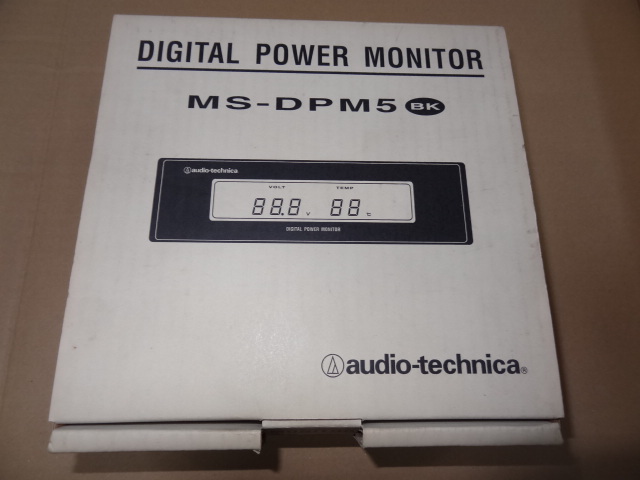 DIGITAL POWER MONITOR
MS-DPM5 BK
audio-technica
VOLT TEMP
88.8 V 88 °C
DIGITAL POWER MONITOR
audio-technica®